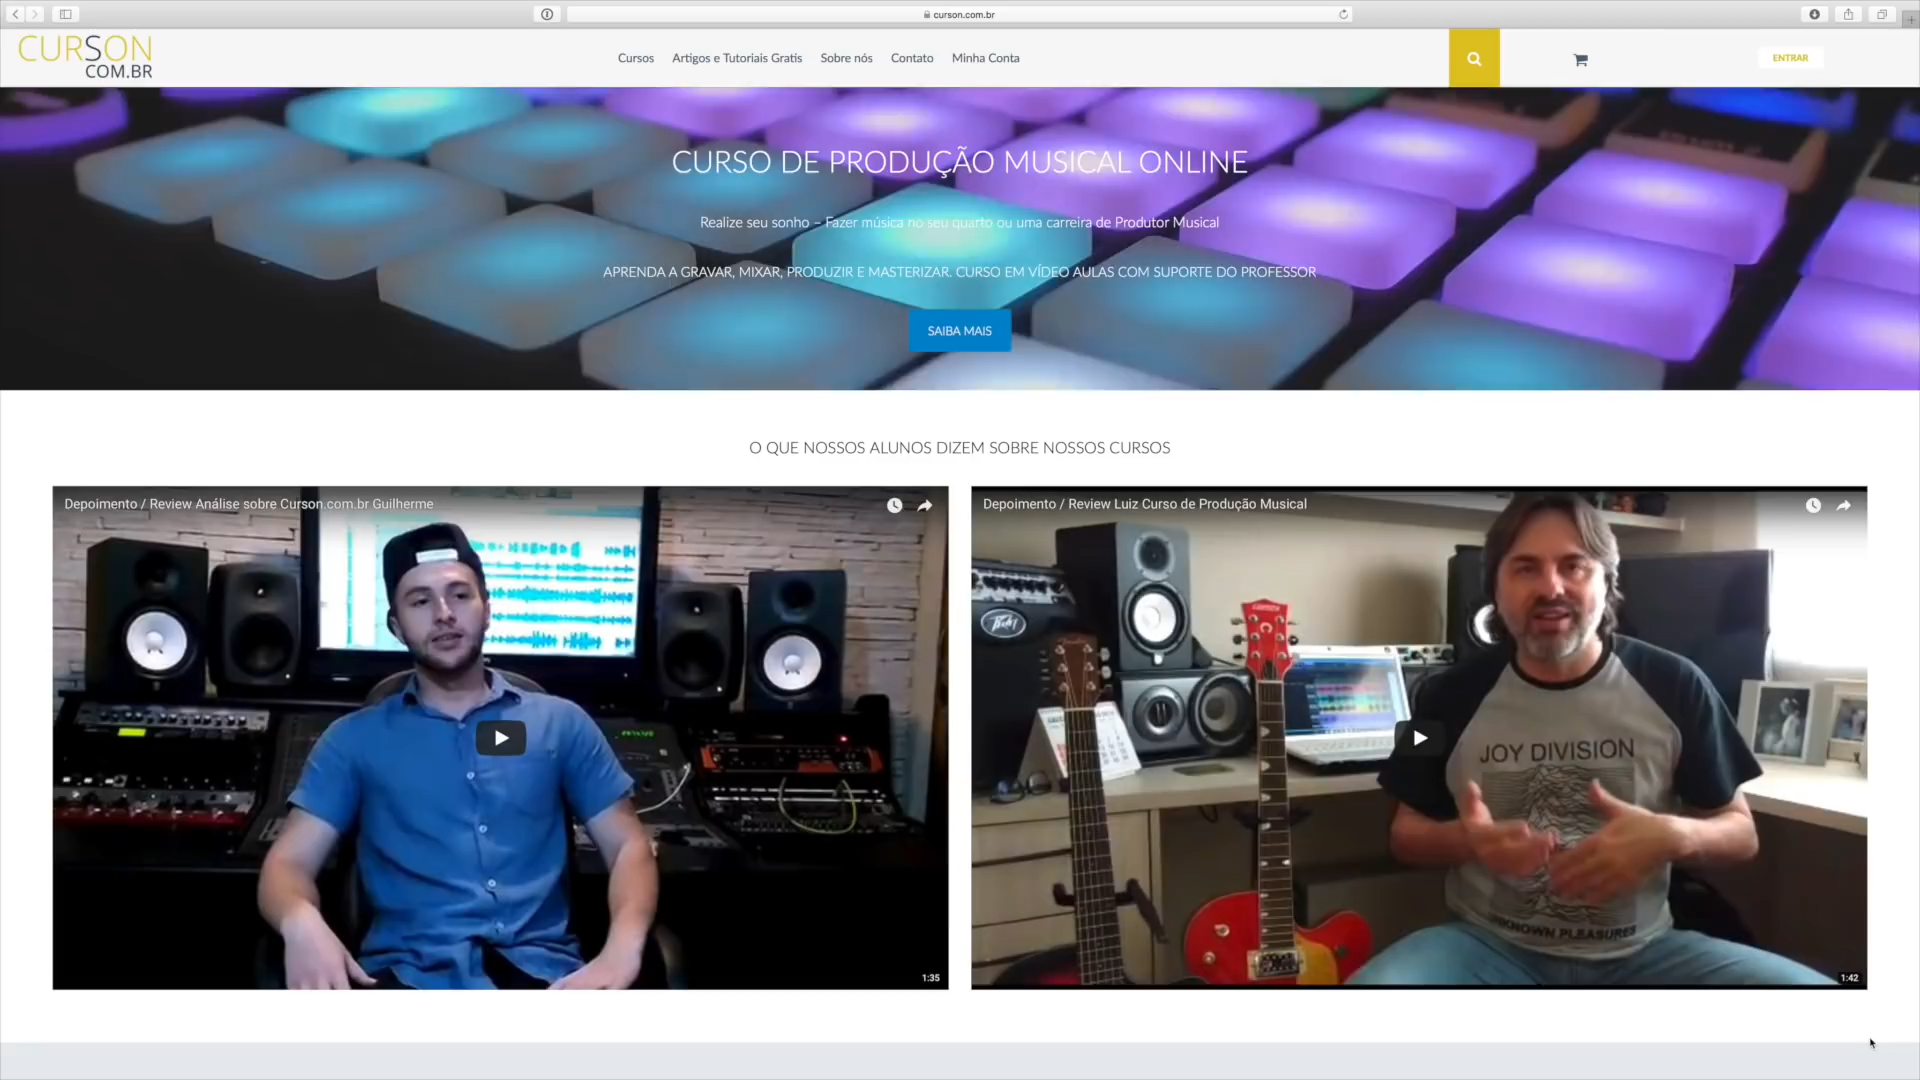 curson.com.br
CURSON
COM.BR
Cursos
Artigos e Tutoriais Gratis
Sobre nós
Contato
Minha Conta
ENTRAR
CURSO DE PRODUÇÃO MUSICAL ONLINE
Realize seu sonho – Fazer música no seu quarto ou uma carreira de Produtor Musical
APRENDA A GRAVAR, MIXAR, PRODUZIR E MASTERIZAR. CURSO EM VÍDEO AULAS COM SUPORTE DO PROFESSOR
SAIBA MAIS
O QUE NOSSOS ALUNOS DIZEM SOBRE NOSSOS CURSOS
Depoimento / Review Análise sobre Curson.com.br Guilherme
1:35
Depoimento / Review Luiz Curso de Produção Musical
JOY DIVISION
UNKNOWN PLEASURES
1:42